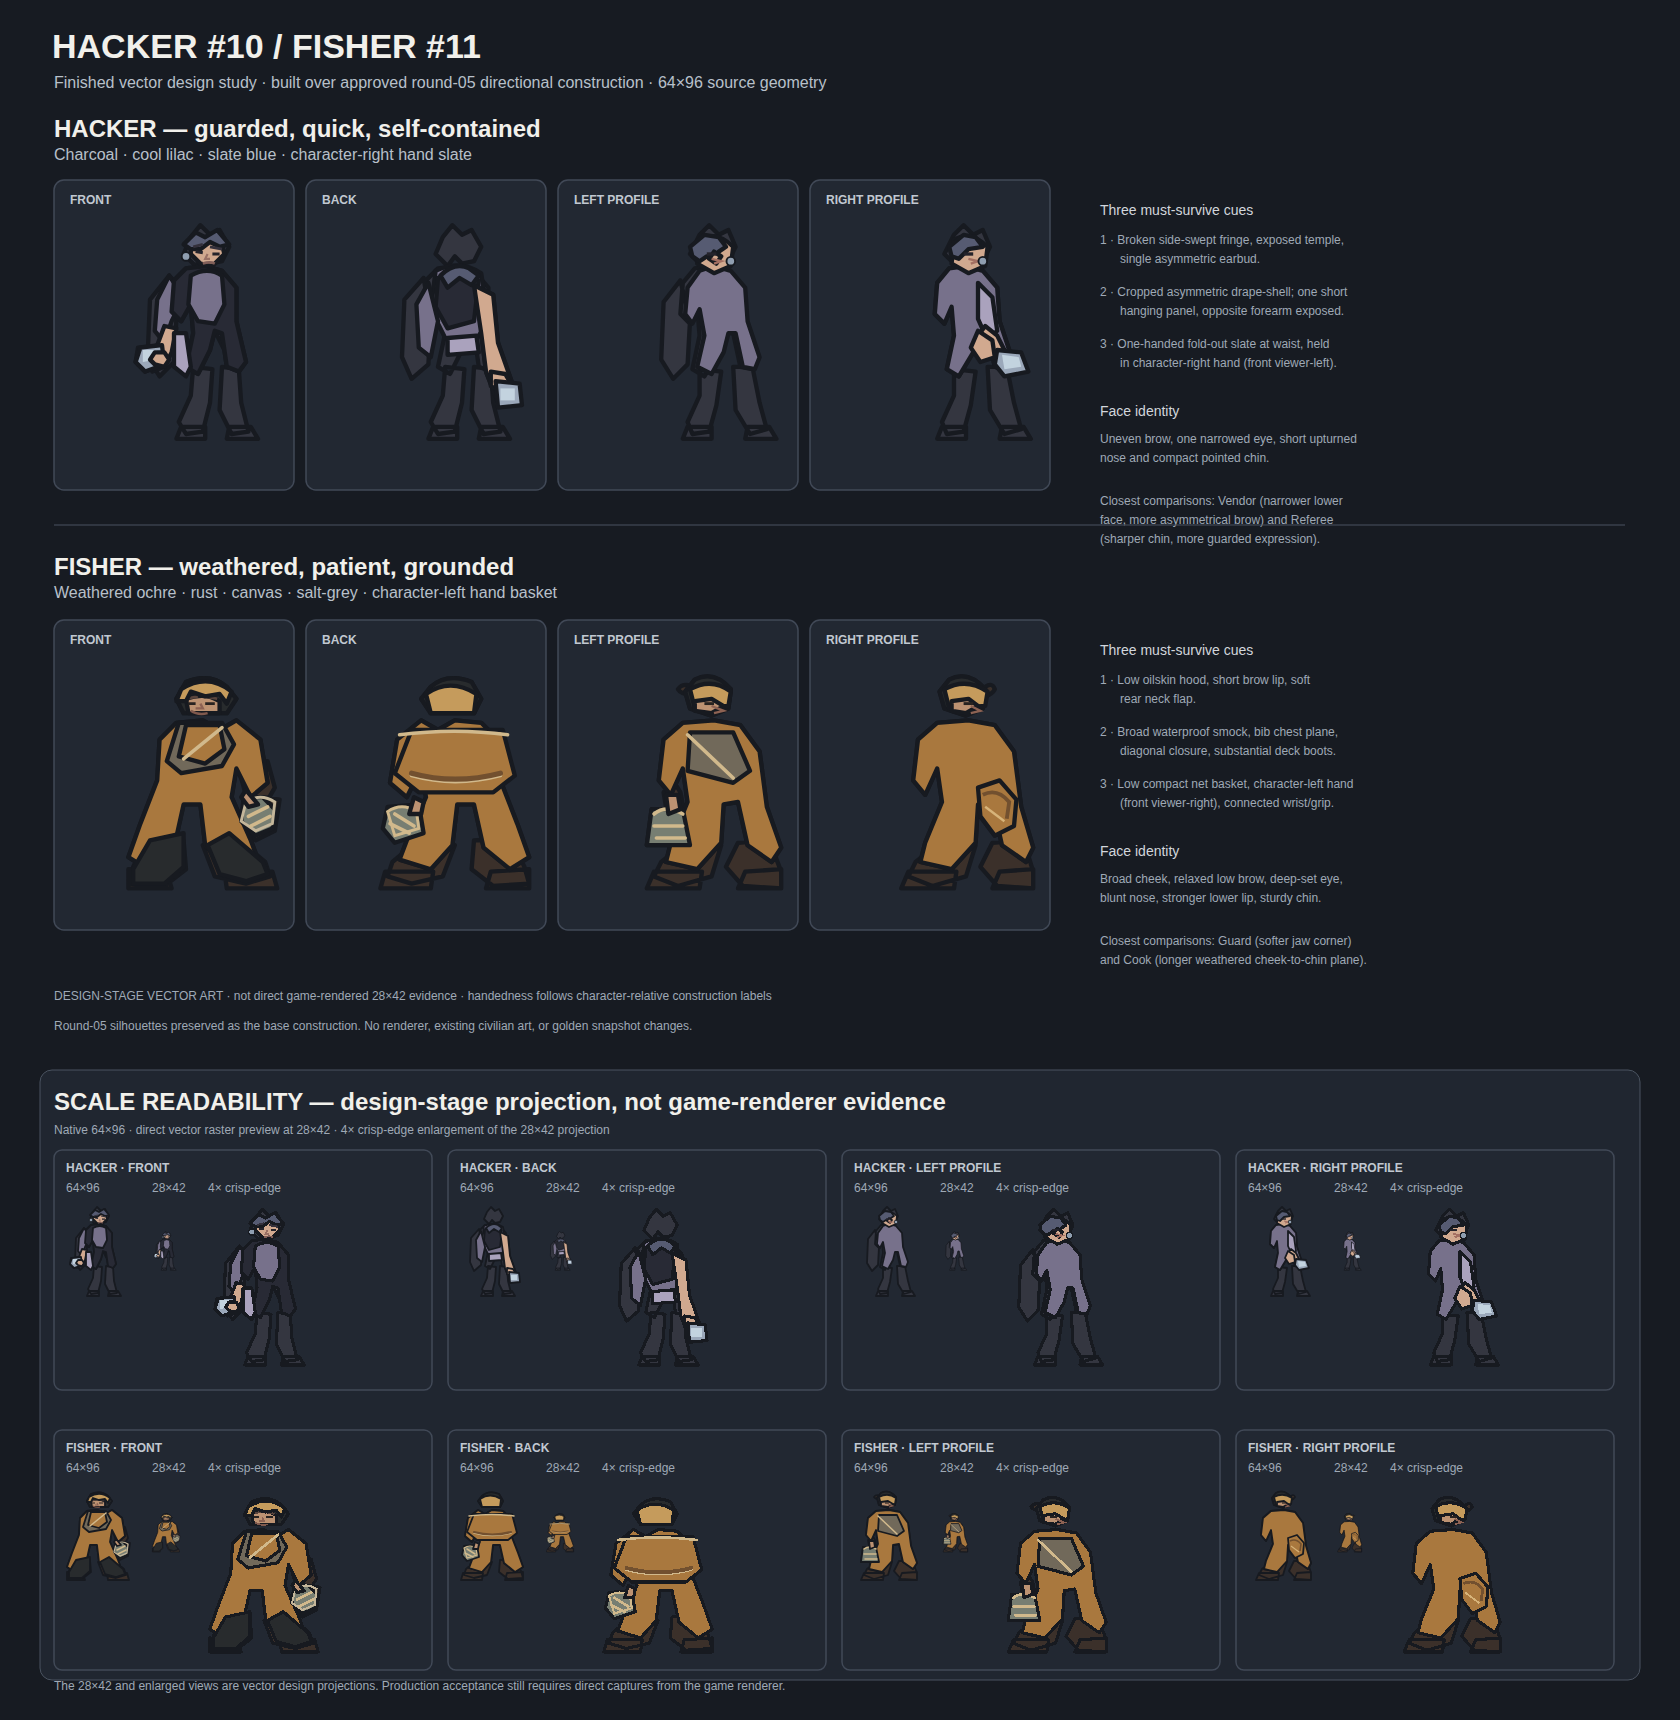 HACKER #10 / FISHER #11
Finished vector design study · built over approved round-05 directional construction · 64×96 source geometry
HACKER — guarded, quick, self-contained
Charcoal · cool lilac · slate blue · character-right hand slate
FRONT
BACK
LEFT PROFILE
RIGHT PROFILE
Three must-survive cues
1 · Broken side-swept fringe, exposed temple,
single asymmetric earbud.
2 · Cropped asymmetric drape-shell; one short
hanging panel, opposite forearm exposed.
3 · One-handed fold-out slate at waist, held
in character-right hand (front viewer-left).
Face identity
Uneven brow, one narrowed eye, short upturned
nose and compact pointed chin.
Closest comparisons: Vendor (narrower lower
face, more asymmetrical brow) and Referee
(sharper chin, more guarded expression).
FISHER — weathered, patient, grounded
Weathered ochre · rust · canvas · salt-grey · character-left hand basket
FRONT
BACK
LEFT PROFILE
RIGHT PROFILE
Three must-survive cues
1 · Low oilskin hood, short brow lip, soft
rear neck flap.
2 · Broad waterproof smock, bib chest plane,
diagonal closure, substantial deck boots.
3 · Low compact net basket, character-left hand
(front viewer-right), connected wrist/grip.
Face identity
Broad cheek, relaxed low brow, deep-set eye,
blunt nose, stronger lower lip, sturdy chin.
Closest comparisons: Guard (softer jaw corner)
and Cook (longer weathered cheek-to-chin plane).
DESIGN-STAGE VECTOR ART · not direct game-rendered 28×42 evidence · handedness follows character-relative construction labels
Round-05 silhouettes preserved as the base construction. No renderer, existing civilian art, or golden snapshot changes.
SCALE READABILITY — design-stage projection, not game-renderer evidence
Native 64×96 · direct vector raster preview at 28×42 · 4× crisp-edge enlargement of the 28×42 projection
HACKER · FRONT
64×96 28×42 4× crisp-edge
HACKER · BACK
64×96 28×42 4× crisp-edge
HACKER · LEFT PROFILE
64×96 28×42 4× crisp-edge
HACKER · RIGHT PROFILE
64×96 28×42 4× crisp-edge
FISHER · FRONT
64×96 28×42 4× crisp-edge
FISHER · BACK
64×96 28×42 4× crisp-edge
FISHER · LEFT PROFILE
64×96 28×42 4× crisp-edge
FISHER · RIGHT PROFILE
64×96 28×42 4× crisp-edge
The 28×42 and enlarged views are vector design projections. Production acceptance still requires direct captures from the game renderer.